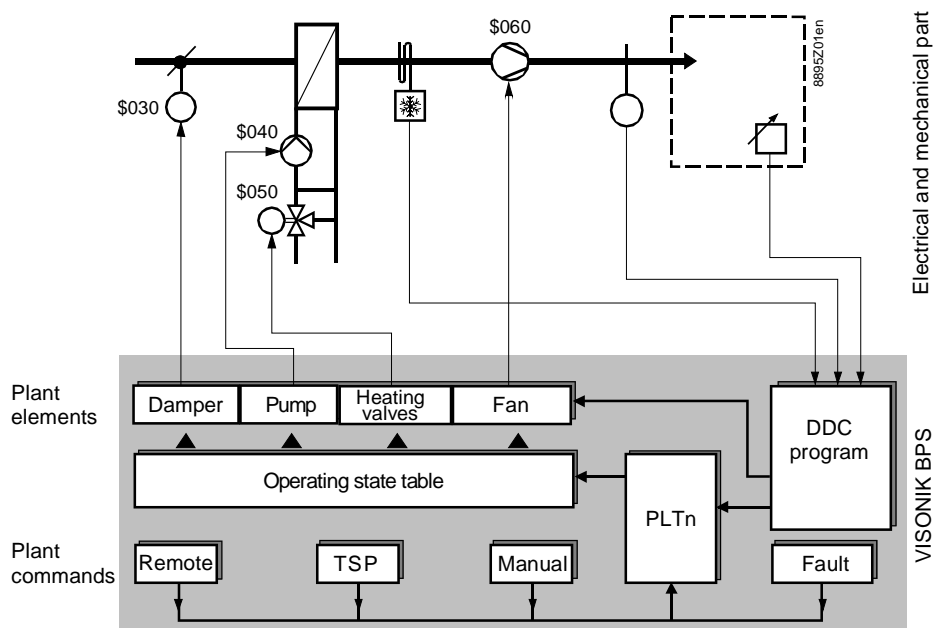 $060
8895Z01en
Electrical and mechanical part
$030
$040
$050
Plant
elements
Damper
Pump
Heating
valves
Fan
DDC
program
Operating state table
PLTn
VISONIK BPS
Plant
commands
Remote
TSP
Manual
Fault